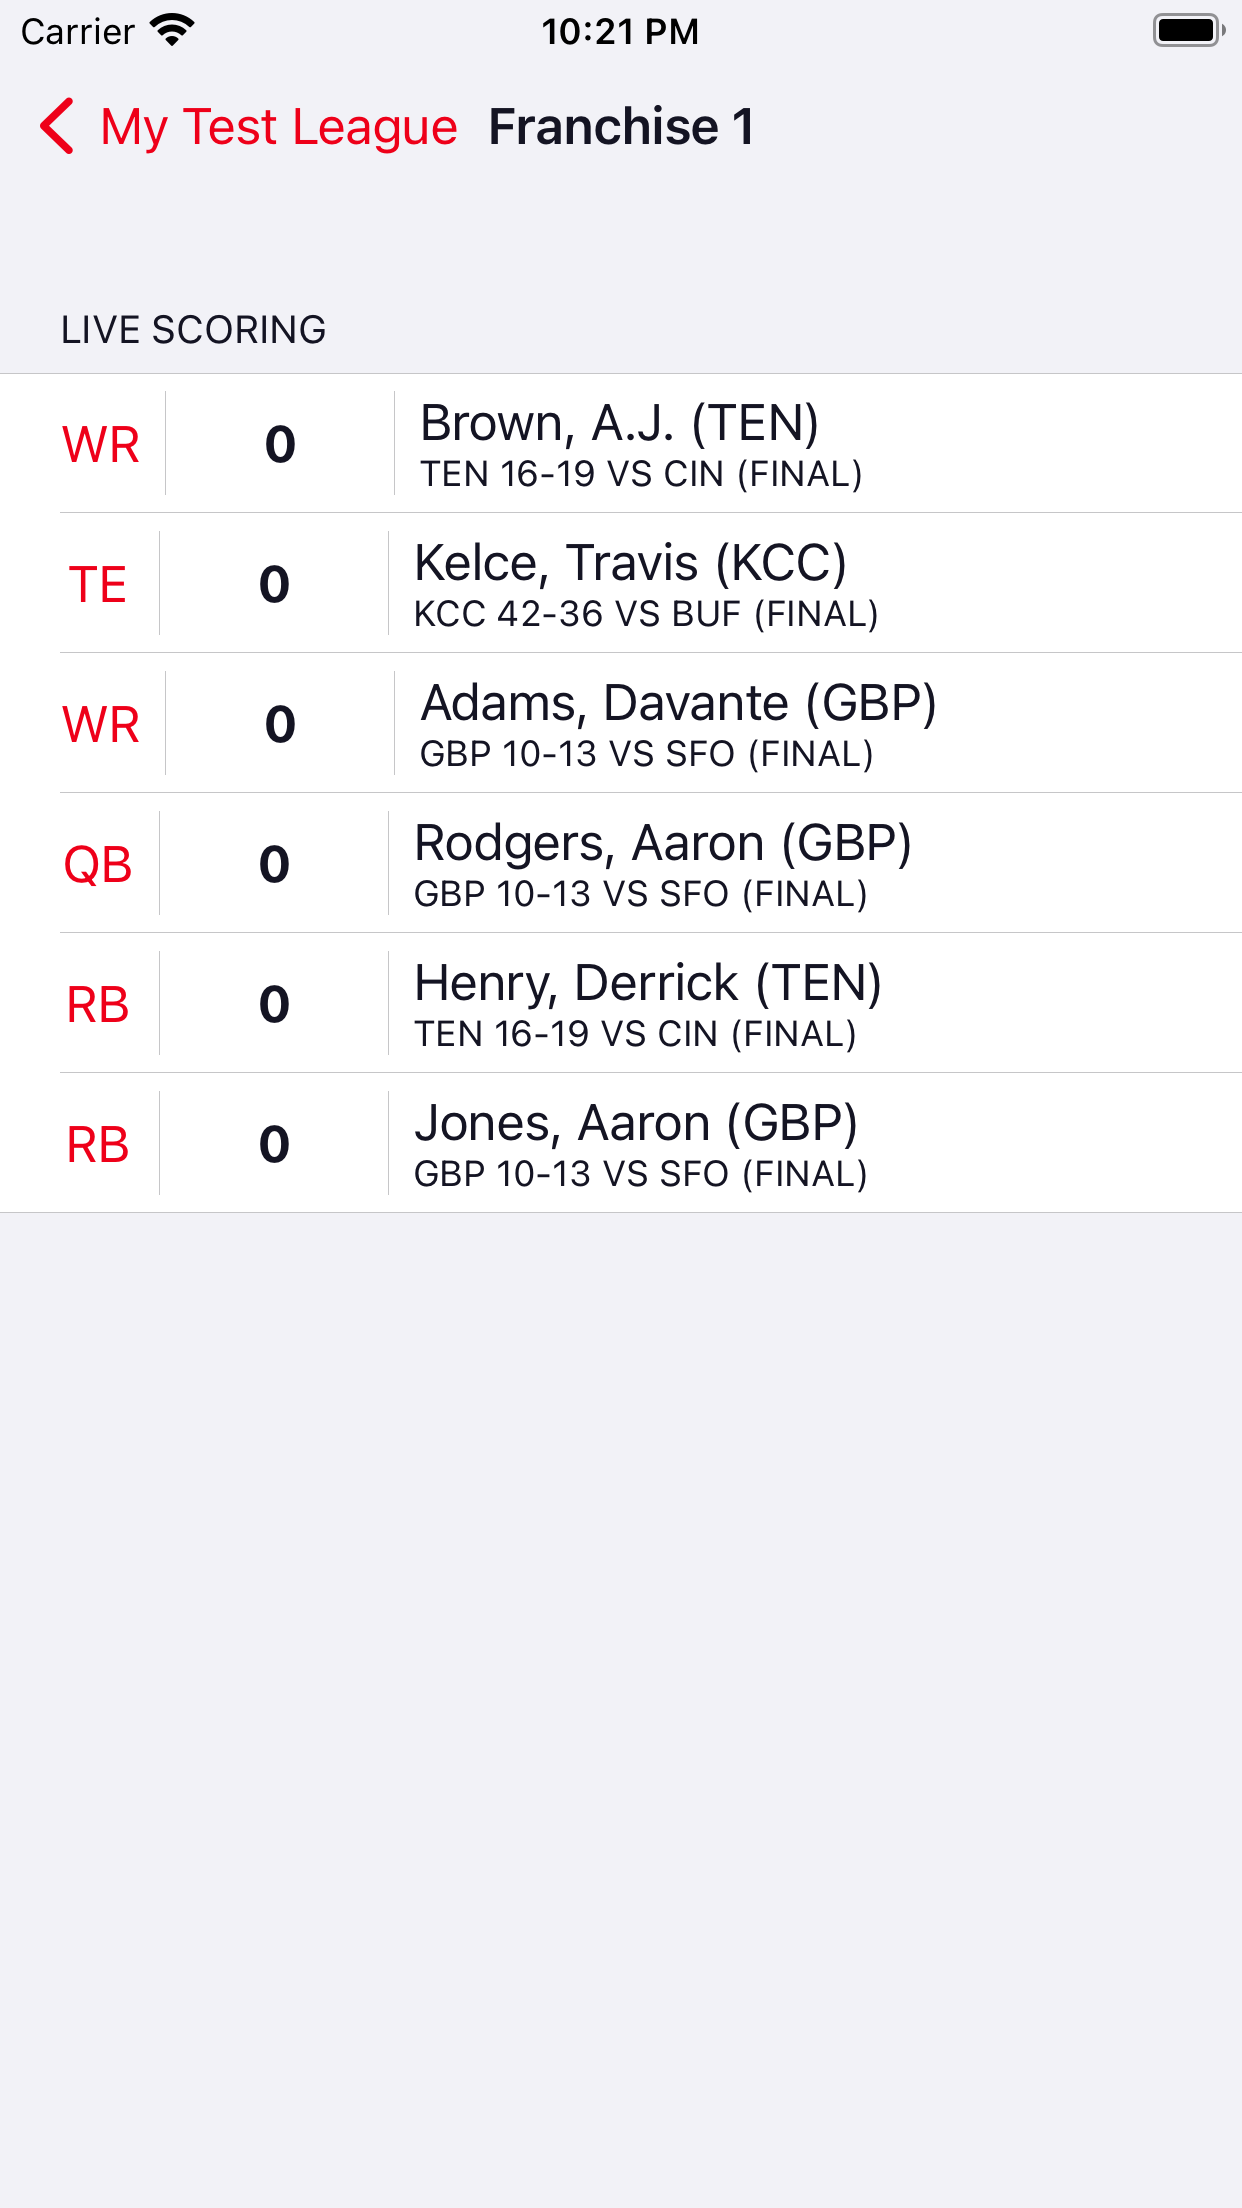 Carrier 10:21 PM
My Test League Franchise 1
LIVE SCORING
WR 0 Brown, A.J. (TEN)
TEN 16-19 VS CIN (FINAL)
TE 0 Kelce, Travis (KCC)
KCC 42-36 VS BUF (FINAL)
WR 0 Adams, Davante (GBP)
GBP 10-13 VS SFO (FINAL)
QB 0 Rodgers, Aaron (GBP)
GBP 10-13 VS SFO (FINAL)
RB 0 Henry, Derrick (TEN)
TEN 16-19 VS CIN (FINAL)
RB 0 Jones, Aaron (GBP)
GBP 10-13 VS SFO (FINAL)